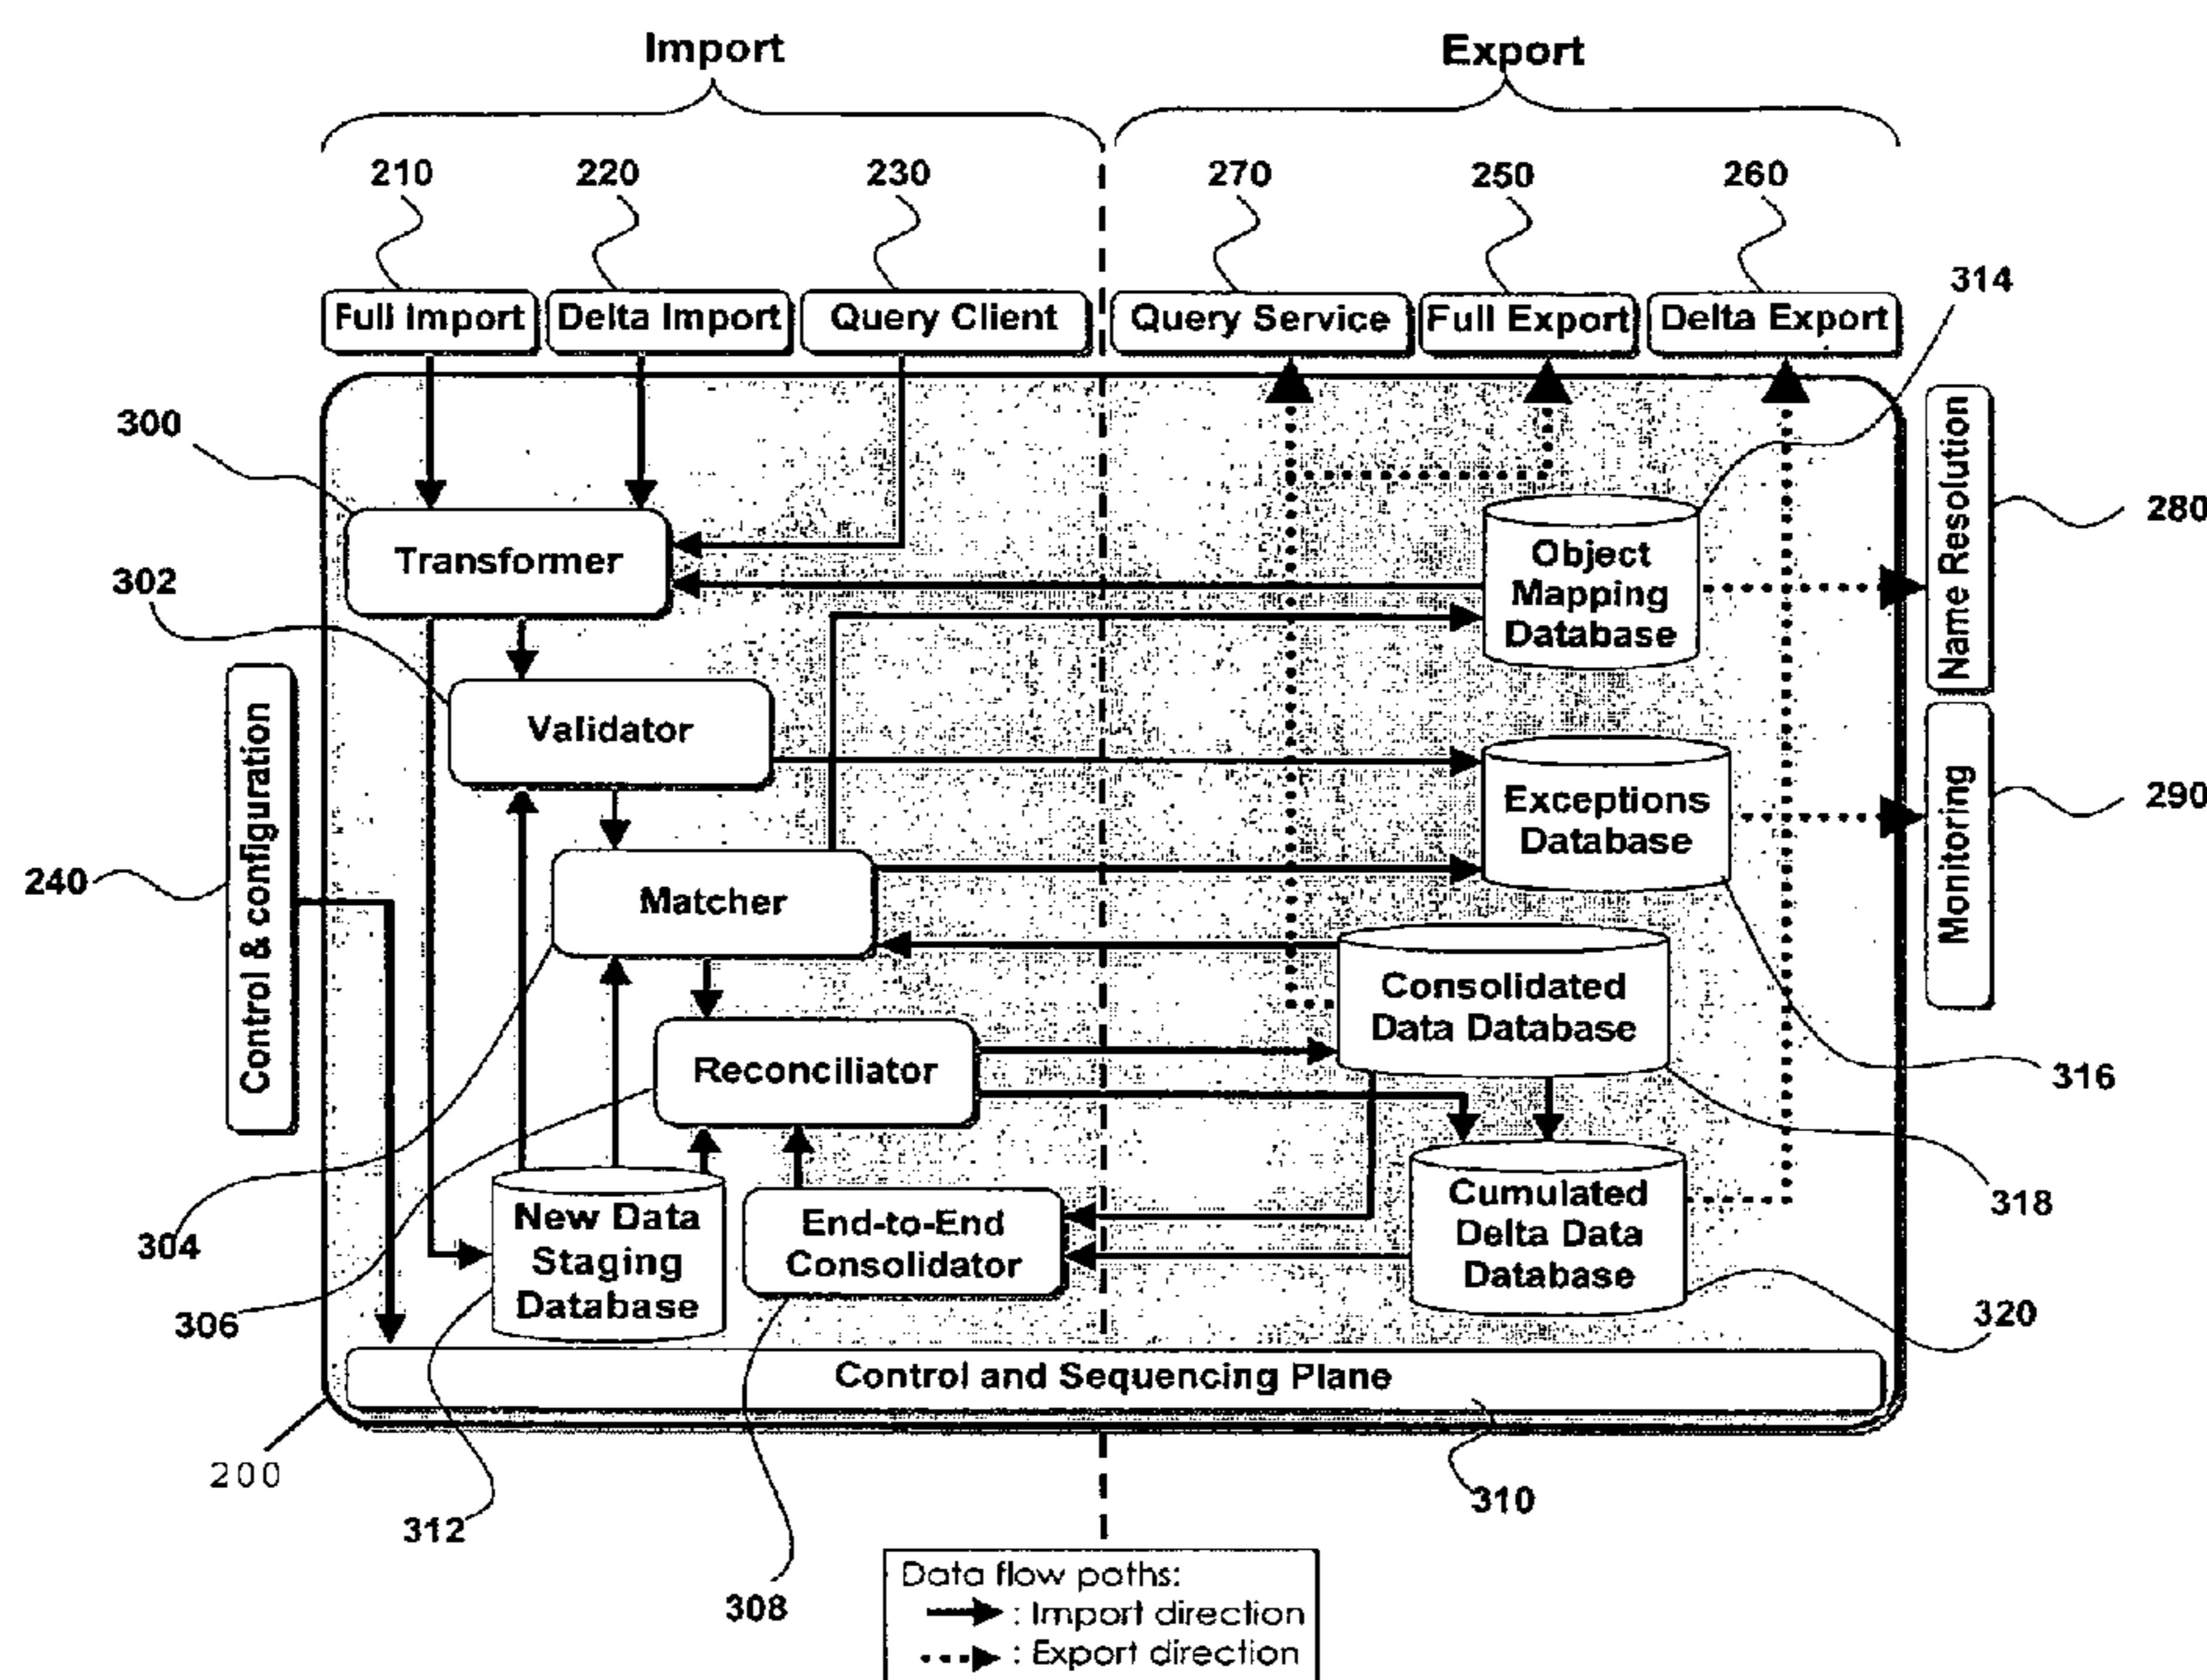 Import
Export
210
220
230
270
250
260
314
Full Import
Delta Import
Query Client
Query Service
Full Export
Delta Export
300
Transformer
Object
Mapping
Database
Name Resolution
280
302
Validator
Control & configuration
240
Exceptions
Database
Monitoring
290
Matcher
Consolidated
Data Database
316
Reconciliator
304
New Data
Staging
Database
End-to-End
Consolidator
Cumulated
Delta Data
Database
318
306
320
Control and Sequencing Plane
200
312
310
308
Data flow paths:
: Import direction
: Export direction